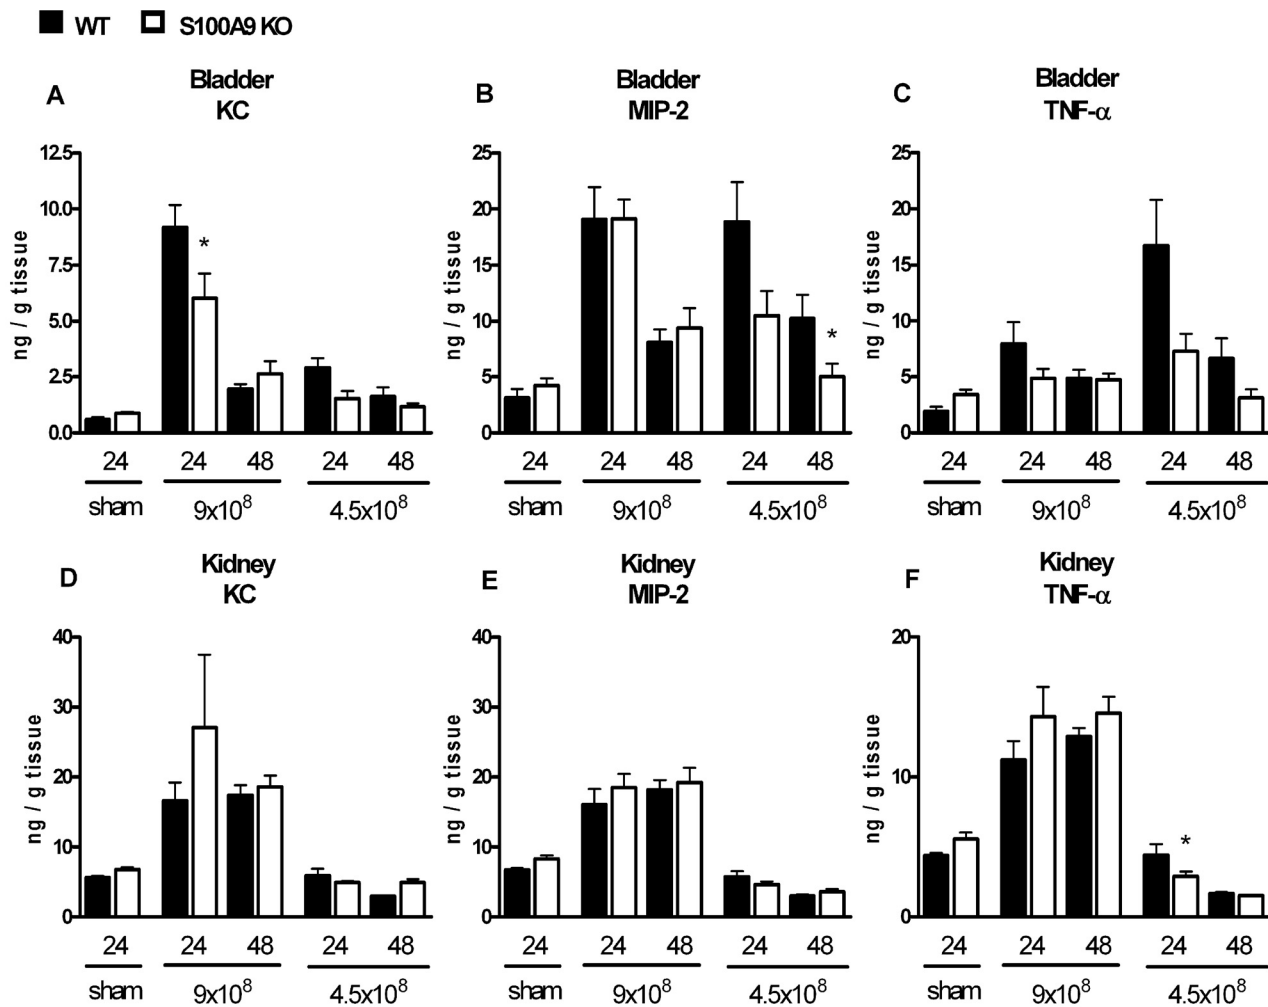 WT S100A9 KO
A Bladder
KC
B Bladder
MIP-2
C Bladder
TNF-α
12.5
10.0
7.5
5.0
2.5
0.0
ng / g tissue
*
24 24 48 24 48
sham 9x10⁸ 4.5x10⁸
25
20
15
10
5
0
ng / g tissue
*
24 24 48 24 48
sham 9x10⁸ 4.5x10⁸
25
20
15
10
5
0
ng / g tissue
24 24 48 24 48
sham 9x10⁸ 4.5x10⁸
D Kidney
KC
E Kidney
MIP-2
F Kidney
TNF-α
40
30
20
10
0
ng / g tissue
24 24 48 24 48
sham 9x10⁸ 4.5x10⁸
40
30
20
10
0
ng / g tissue
24 24 48 24 48
sham 9x10⁸ 4.5x10⁸
20
10
0
ng / g tissue
*
24 24 48 24 48
sham 9x10⁸ 4.5x10⁸